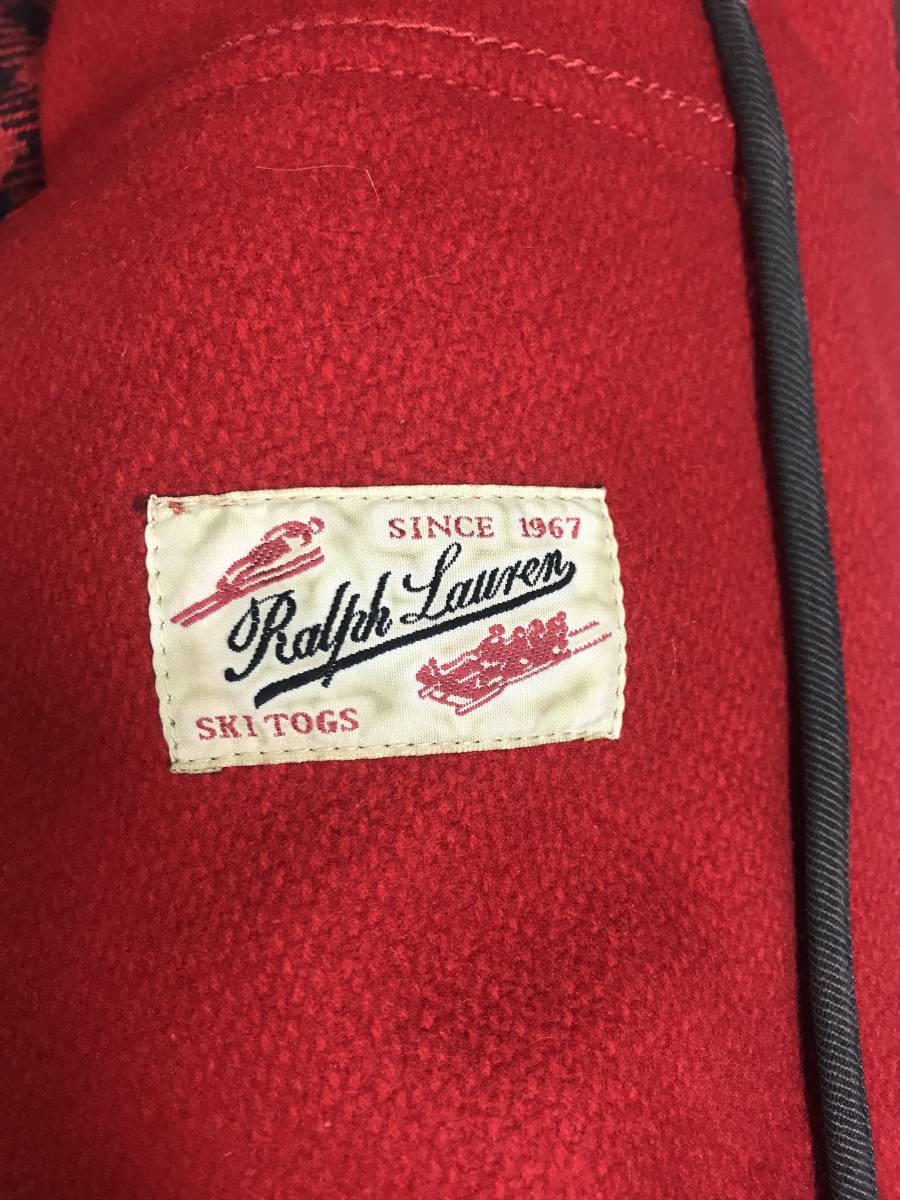 SINCE 1967
Ralph Lauren
SKI TOGS